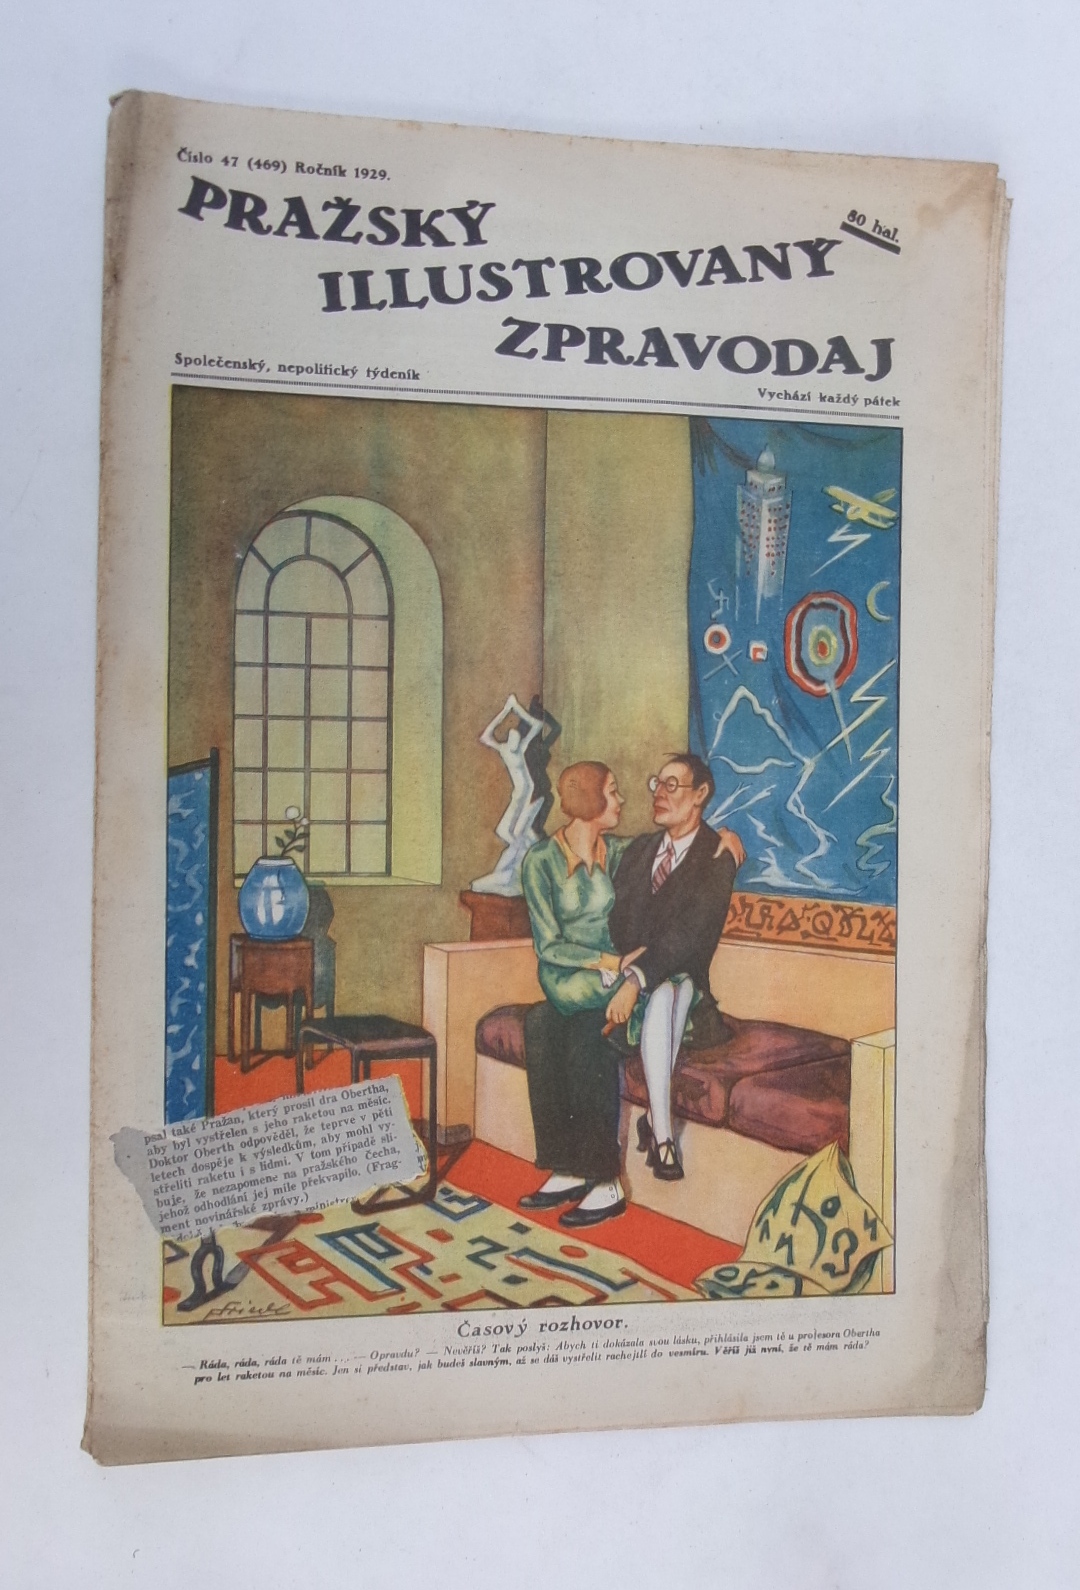 Číslo 47 (469) Ročník 1929.
PRAŽSKÝ
80 hal.
ILLUSTROVANÝ
ZPRAVODAJ
Společenský, nepolitický týdeník
Vychází každý pátek
psal také Pražan, který prosil dra Obertha,
aby byl vystřelen s jeho raketou na měsíc.
Doktor Oberth odpověděl, že teprve v pěti
letech dospěje k výsledkům, aby mohl vy-
střeliti raketu i s lidmi. V tom případě sli-
buje, že nezapomene na pražského Čecha,
jehož odhodlání jej mile překvapilo. (Frag-
ment novinářské zprávy.)
Friedl
Časový rozhovor.
— Ráda, ráda, ráda tě mám ... — Opravdu? — Nevěříš? Tak poslyš: Abych ti dokázala svou lásku, přihlásila jsem tě u profesora Obertha
pro let raketou na měsíc. Jen si představ, jak budeš slavným, až se dáš vystřelit rachejtlí do vesmíru. Věříš již nyní, že tě mám ráda?